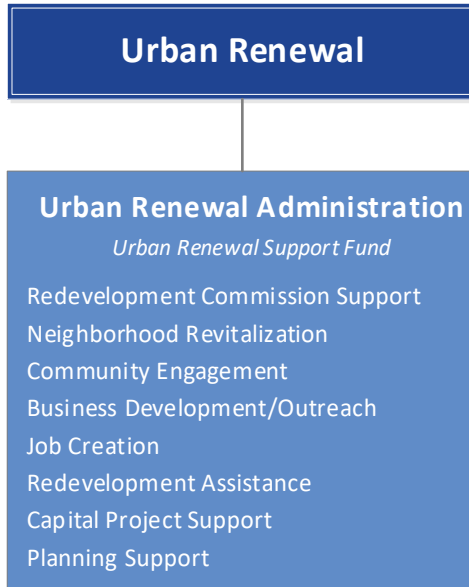 Urban Renewal
Urban Renewal Administration
Urban Renewal Support Fund
Redevelopment Commission Support
Neighborhood Revitalization
Community Engagement
Business Development/Outreach
Job Creation
Redevelopment Assistance
Capital Project Support
Planning Support